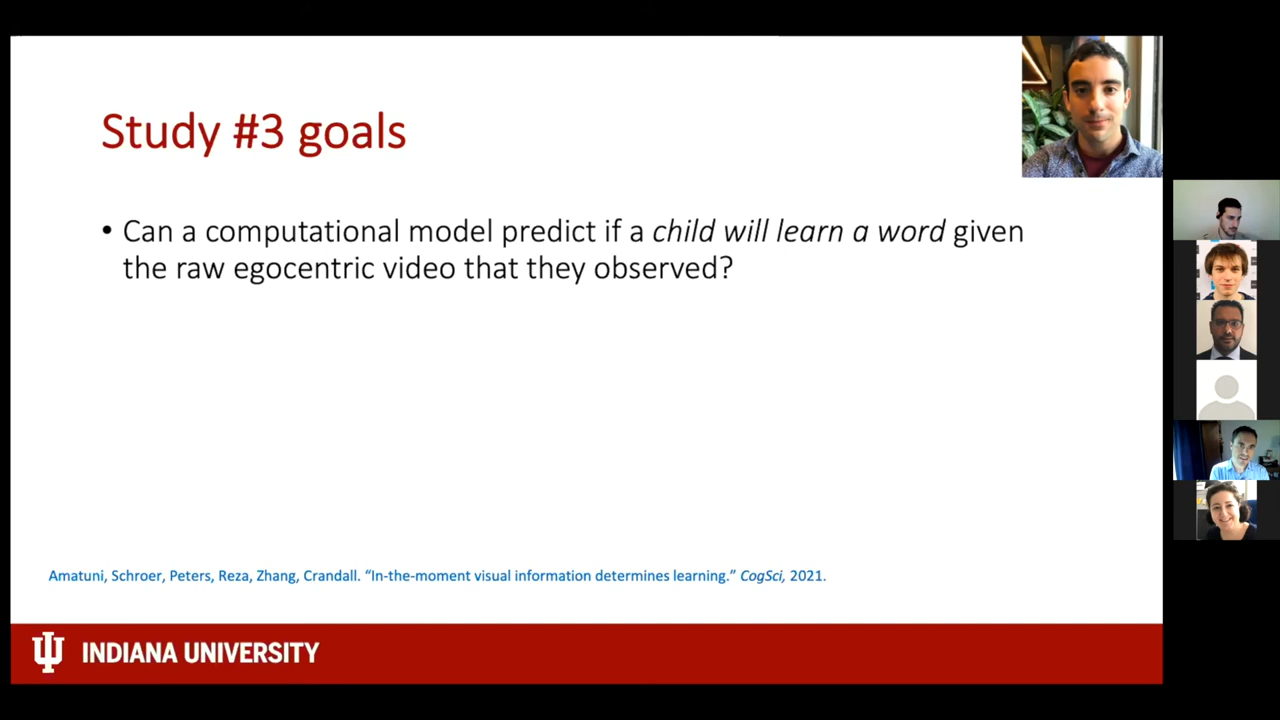 Study #3 goals
• Can a computational model predict if a child will learn a word given
the raw egocentric video that they observed?
Amatuni, Schroer, Peters, Reza, Zhang, Crandall. “In-the-moment visual information determines learning.” CogSci, 2021.
INDIANA UNIVERSITY